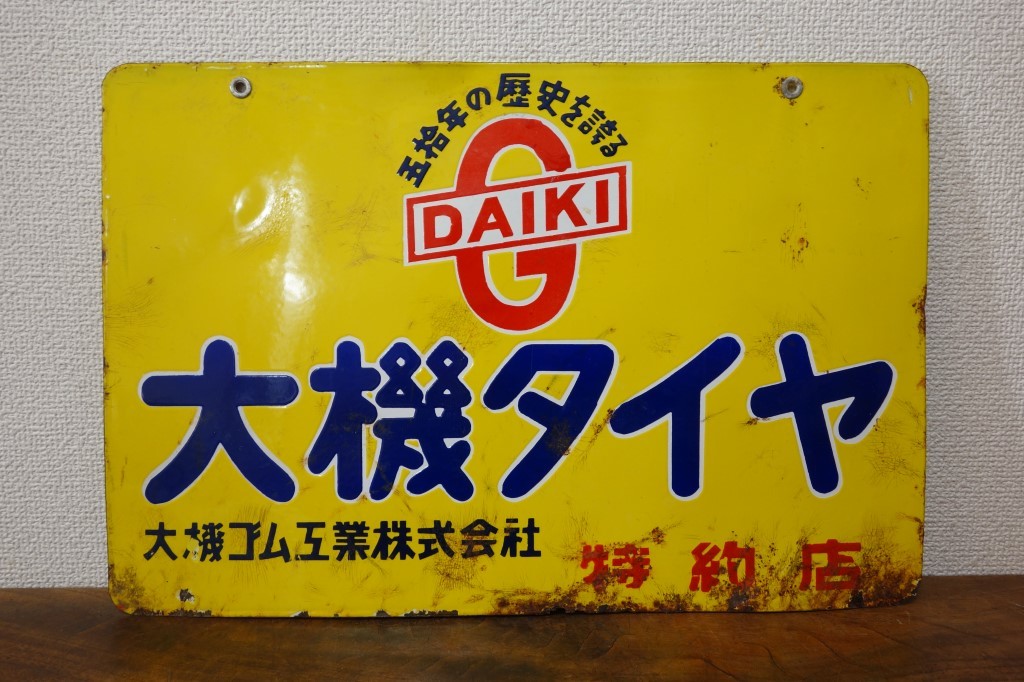 五拾年の歴史を誇る
G
DAIKI
大機タイヤ
大機ゴム工業株式会社
特約店